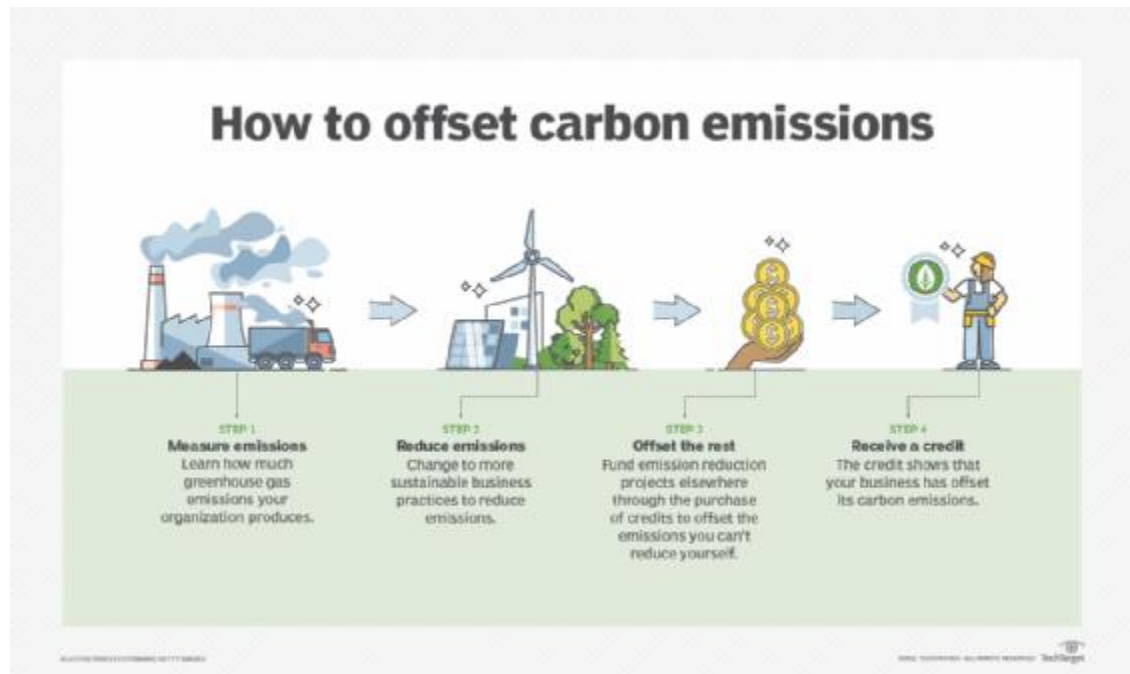 How to offset carbon emissions
STEP 1
Measure emissions
Learn how much
greenhouse gas
emissions your
organization produces.
STEP 2
Reduce emissions
Change to more
sustainable business
practices to reduce
emissions.
STEP 3
Offset the rest
Fund emission reduction
projects elsewhere
through the purchase
of credits to offset the
emissions you can't
reduce yourself.
STEP 4
Receive a credit
The credit shows that
your business has offset
its carbon emissions.
ALL RIGHTS RESERVED TechTarget